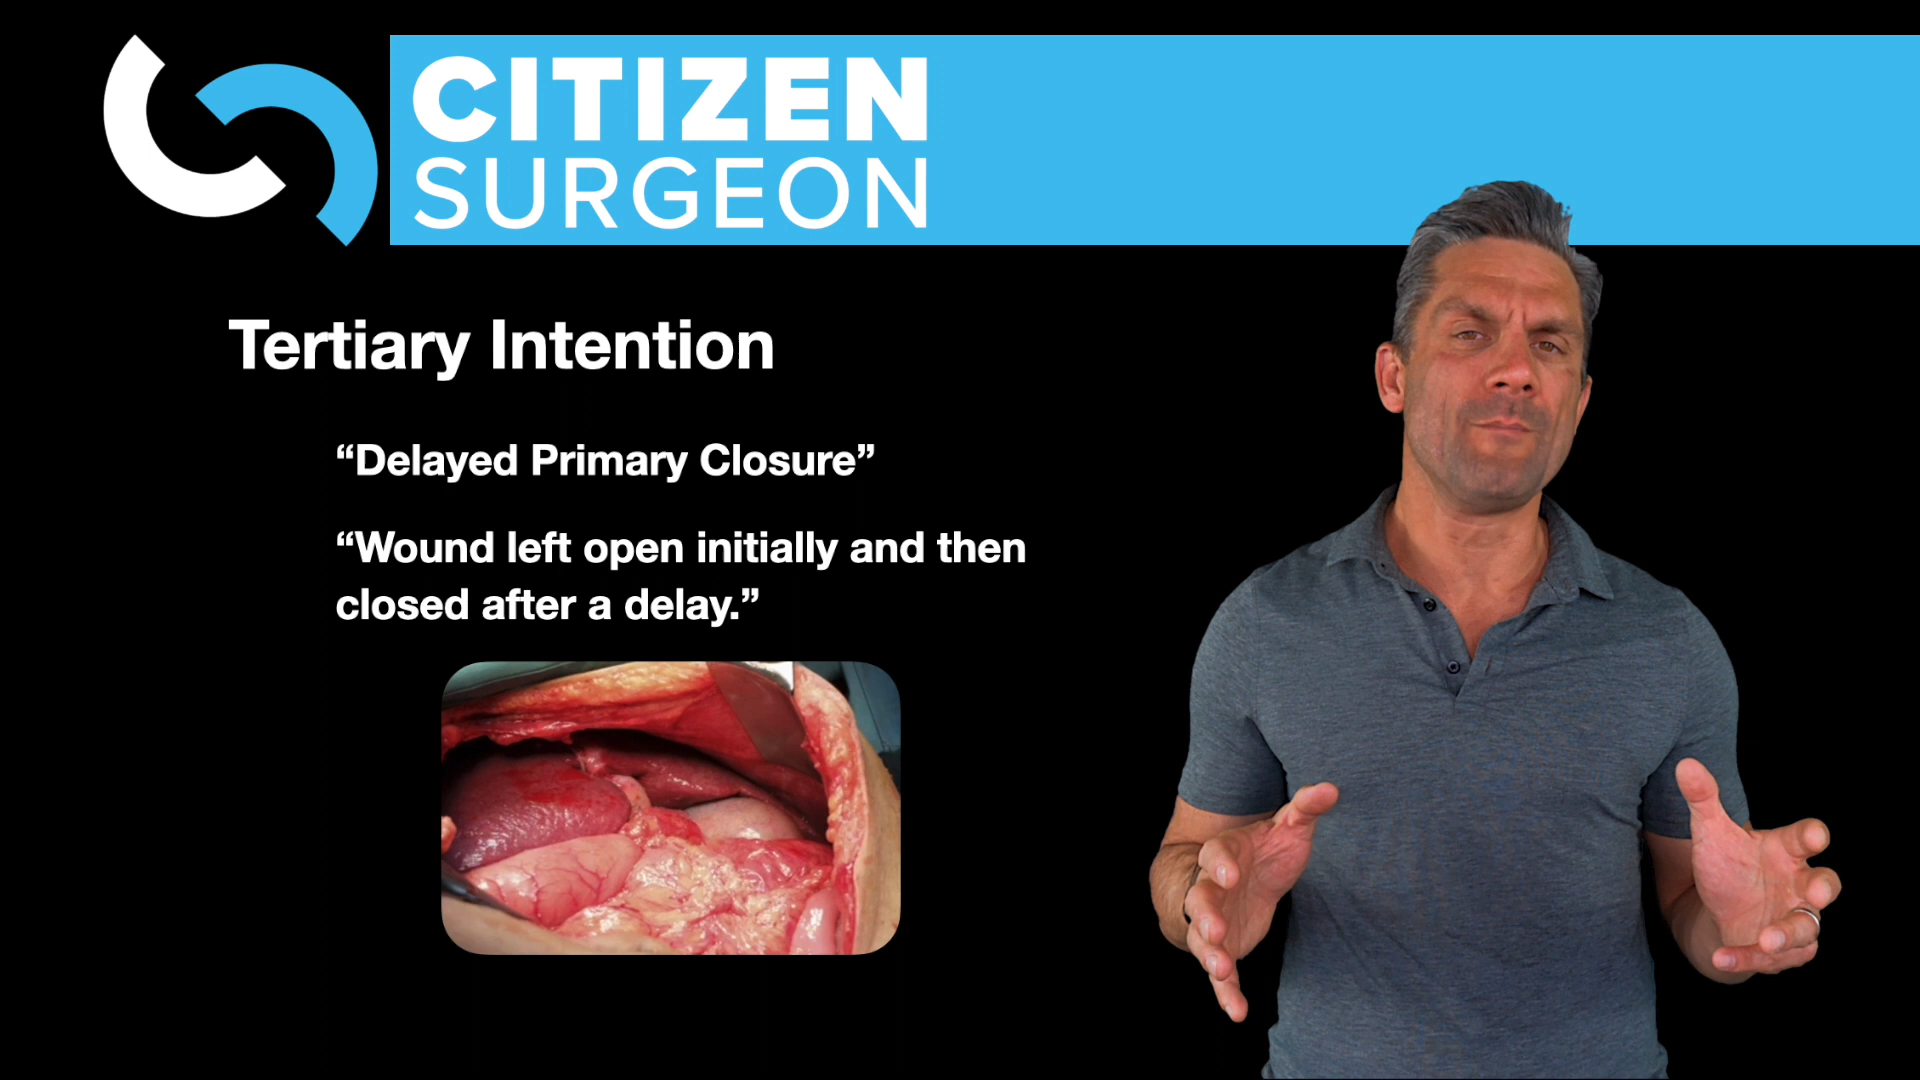 CITIZEN
SURGEON
Tertiary Intention
“Delayed Primary Closure”
“Wound left open initially and then
closed after a delay.”